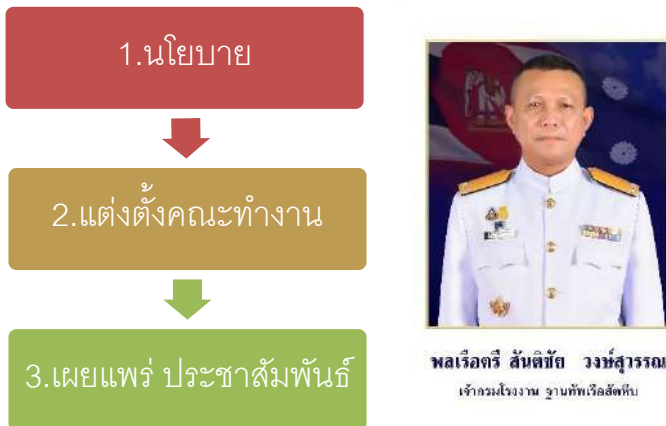 1.นโยบาย
2.แต่งตั้งคณะทำงาน
3.เผยแพร่ ประชาสัมพันธ์
พลเรือตรี สันติชัย วงษ์สุวรรณ
เจ้ากรมโรงงาน ฐานทัพเรือสัตหีบ